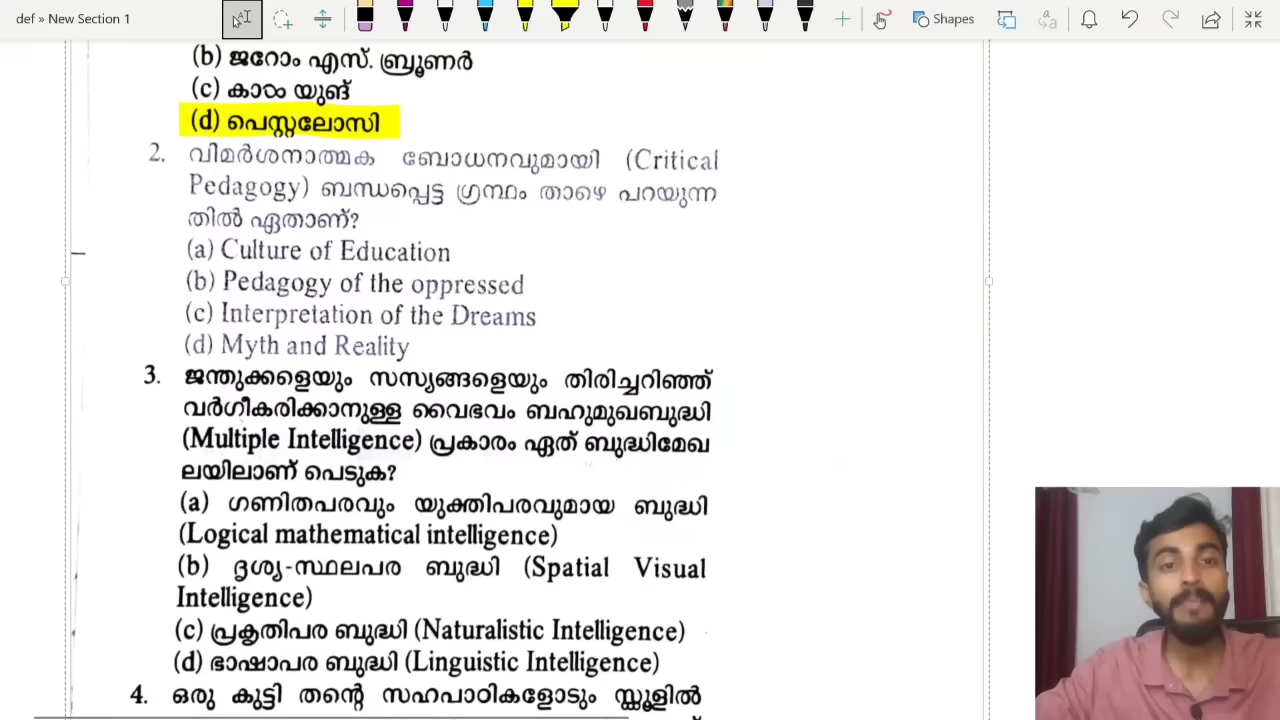 def » New Section 1
Shapes
(b) ജറോം എസ്. ബ്രൂണർ
(c) കാൾ യുങ്
(d) പെസ്റ്റലോസി
2. വിമർശനാത്മക ബോധനവുമായി (Critical
Pedagogy) ബന്ധപ്പെട്ട ഗ്രന്ഥം താഴെ പറയുന്ന
തിൽ ഏതാണ്?
(a) Culture of Education
(b) Pedagogy of the oppressed
(c) Interpretation of the Dreams
(d) Myth and Reality
3. ജന്തുക്കളെയും സസ്യങ്ങളെയും തിരിച്ചറിഞ്ഞ്
വർഗീകരിക്കാനുള്ള വൈഭവം ബഹുമുഖബുദ്ധി
(Multiple Intelligence) പ്രകാരം ഏത് ബുദ്ധിമേഖ
ലയിലാണ് പെടുക?
(a) ഗണിതപരവും യുക്തിപരവുമായ ബുദ്ധി
(Logical mathematical intelligence)
(b) ദൃശ്യ-സ്ഥലപര ബുദ്ധി (Spatial Visual
Intelligence)
(c) പ്രകൃതിപര ബുദ്ധി (Naturalistic Intelligence)
(d) ഭാഷാപര ബുദ്ധി (Linguistic Intelligence)
4. ഒരു കുട്ടി തന്റെ സഹപാഠികളോടും സ്കൂളിൽ